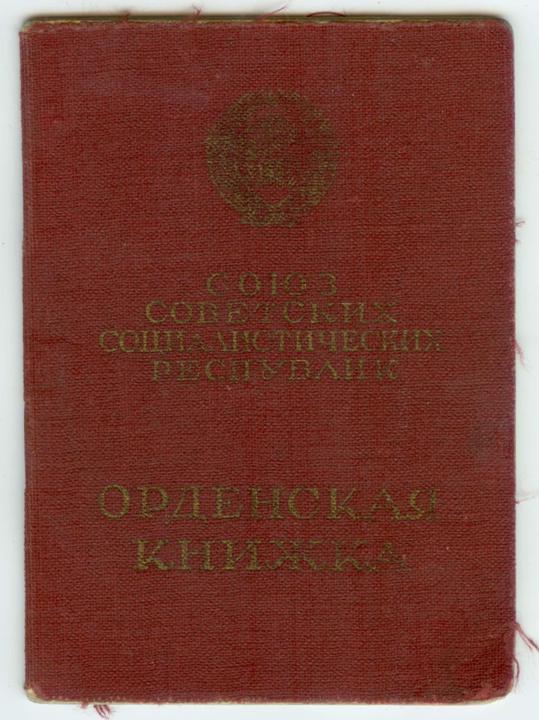 СОЮЗ
СОВЕТСКИХ
СОЦИАЛИСТИЧЕСКИХ
РЕСПУБЛИК
ОРДЕНСКАЯ
КНИЖКА